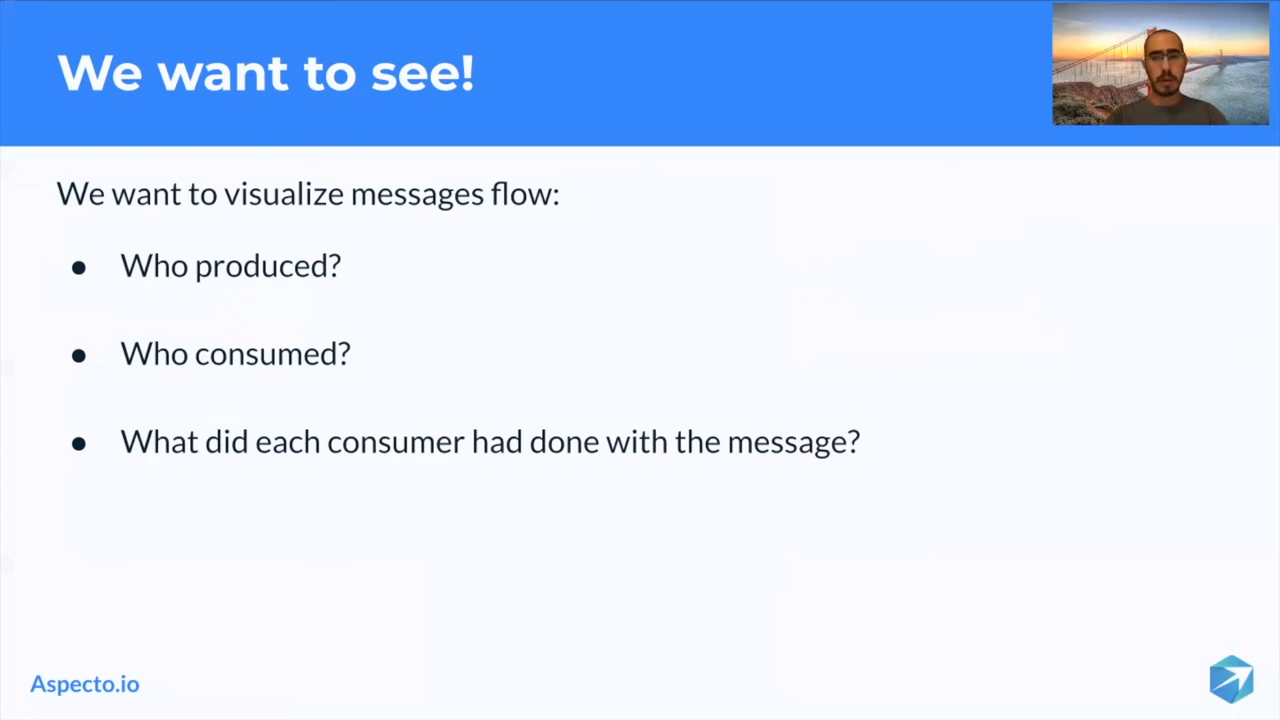 We want to see!
We want to visualize messages flow:
● Who produced?
● Who consumed?
● What did each consumer had done with the message?
Aspecto.io